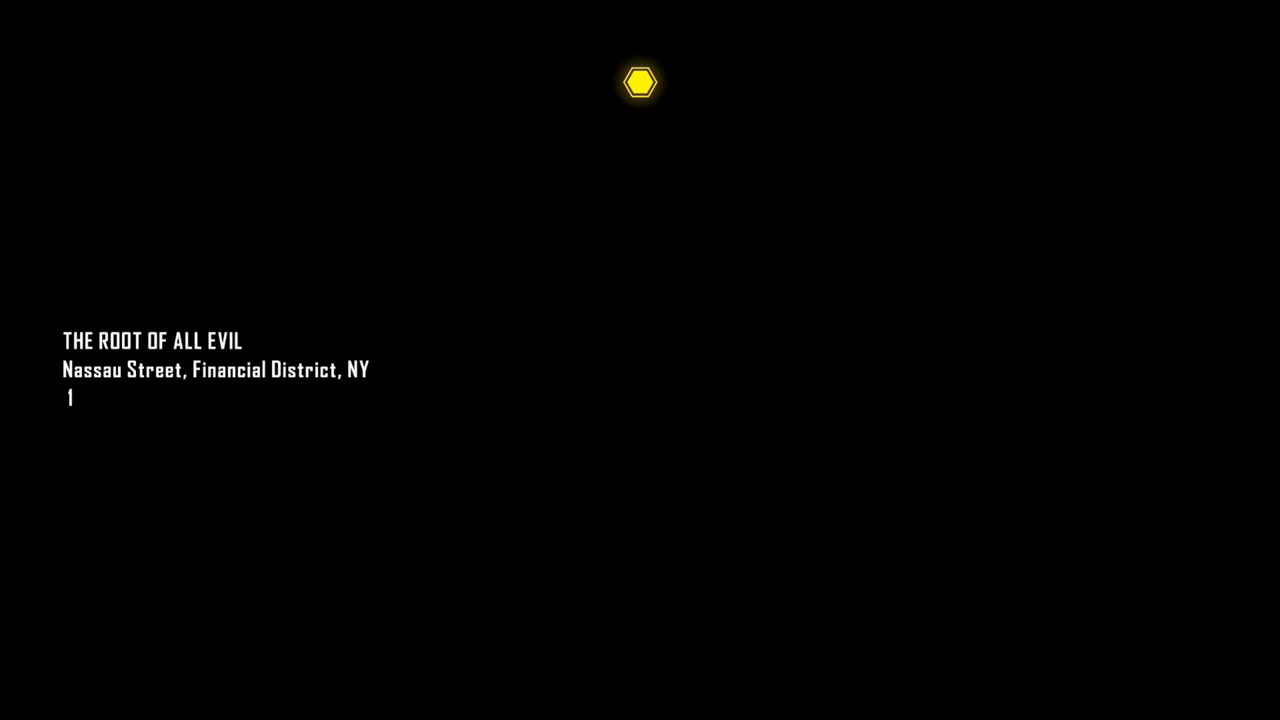 THE ROOT OF ALL EVIL
Nassau Street, Financial District, NY
1